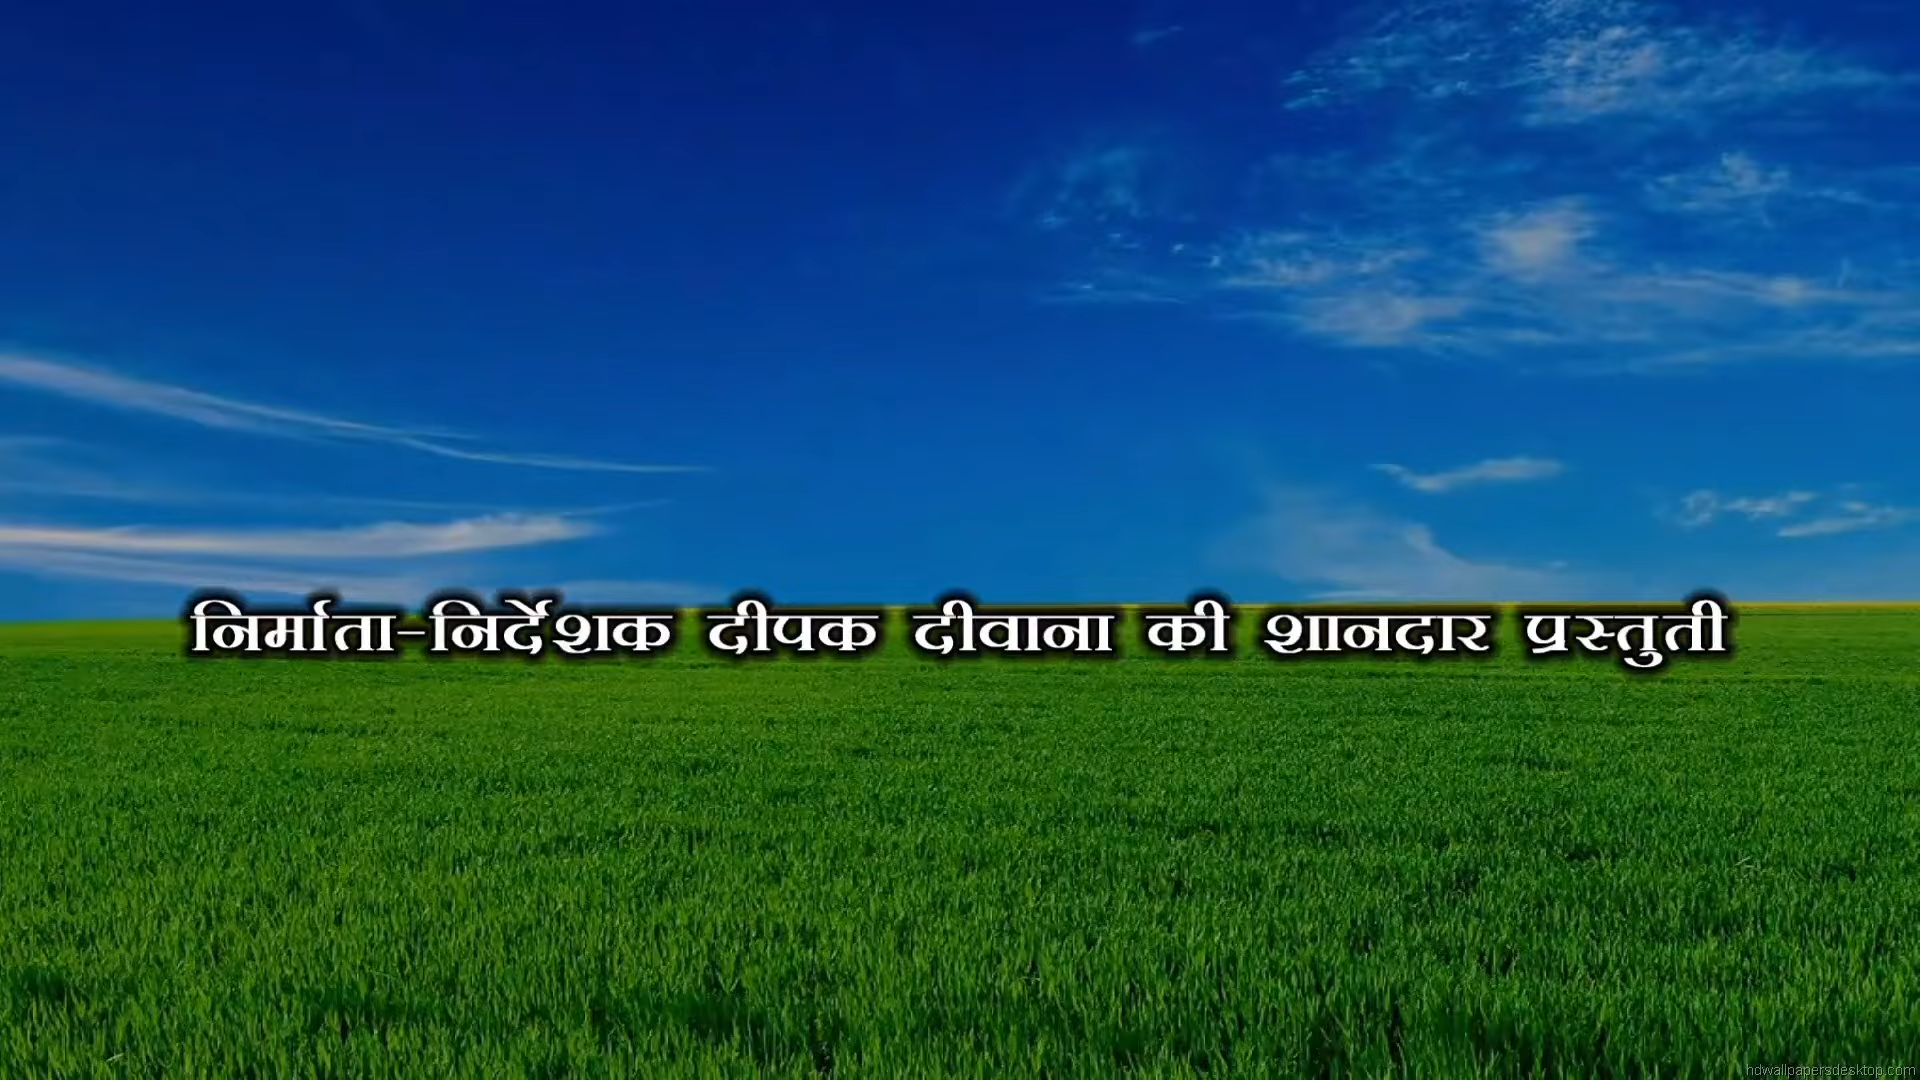 निर्माता-निर्देशक दीपक दीवाना की शानदार प्रस्तुती
hdwallpapersdesktop.com